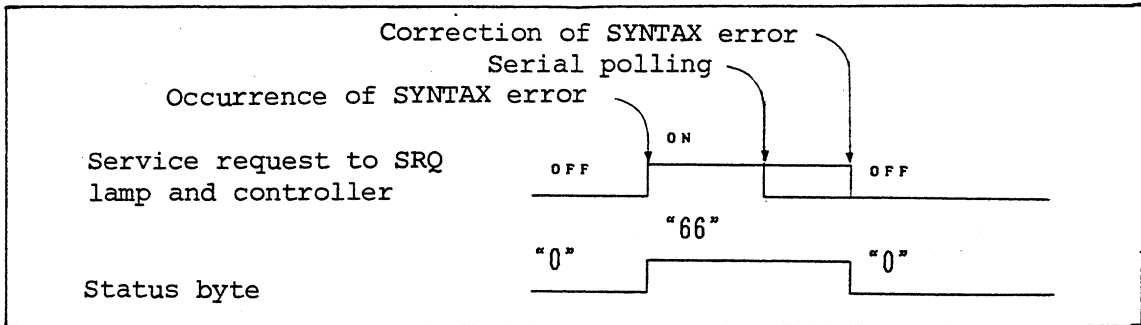 Correction of SYNTAX error
Serial polling
Occurrence of SYNTAX error
ON
Service request to SRQ
lamp and controller
OFF
OFF
"66"
"0"
"0"
Status byte